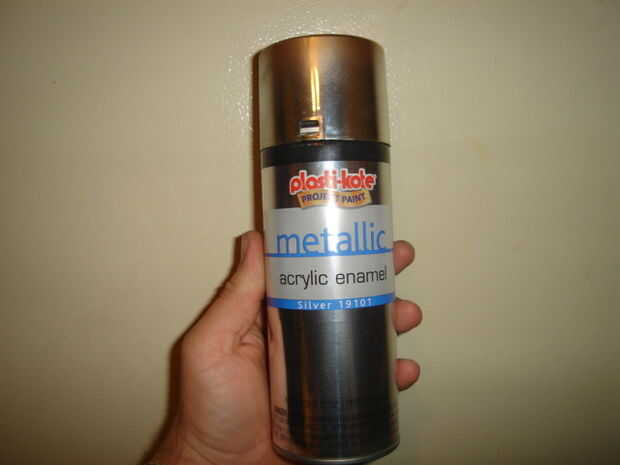 plasti-kote
PROJECT PAINT
metallic
acrylic enamel
Silver 19101